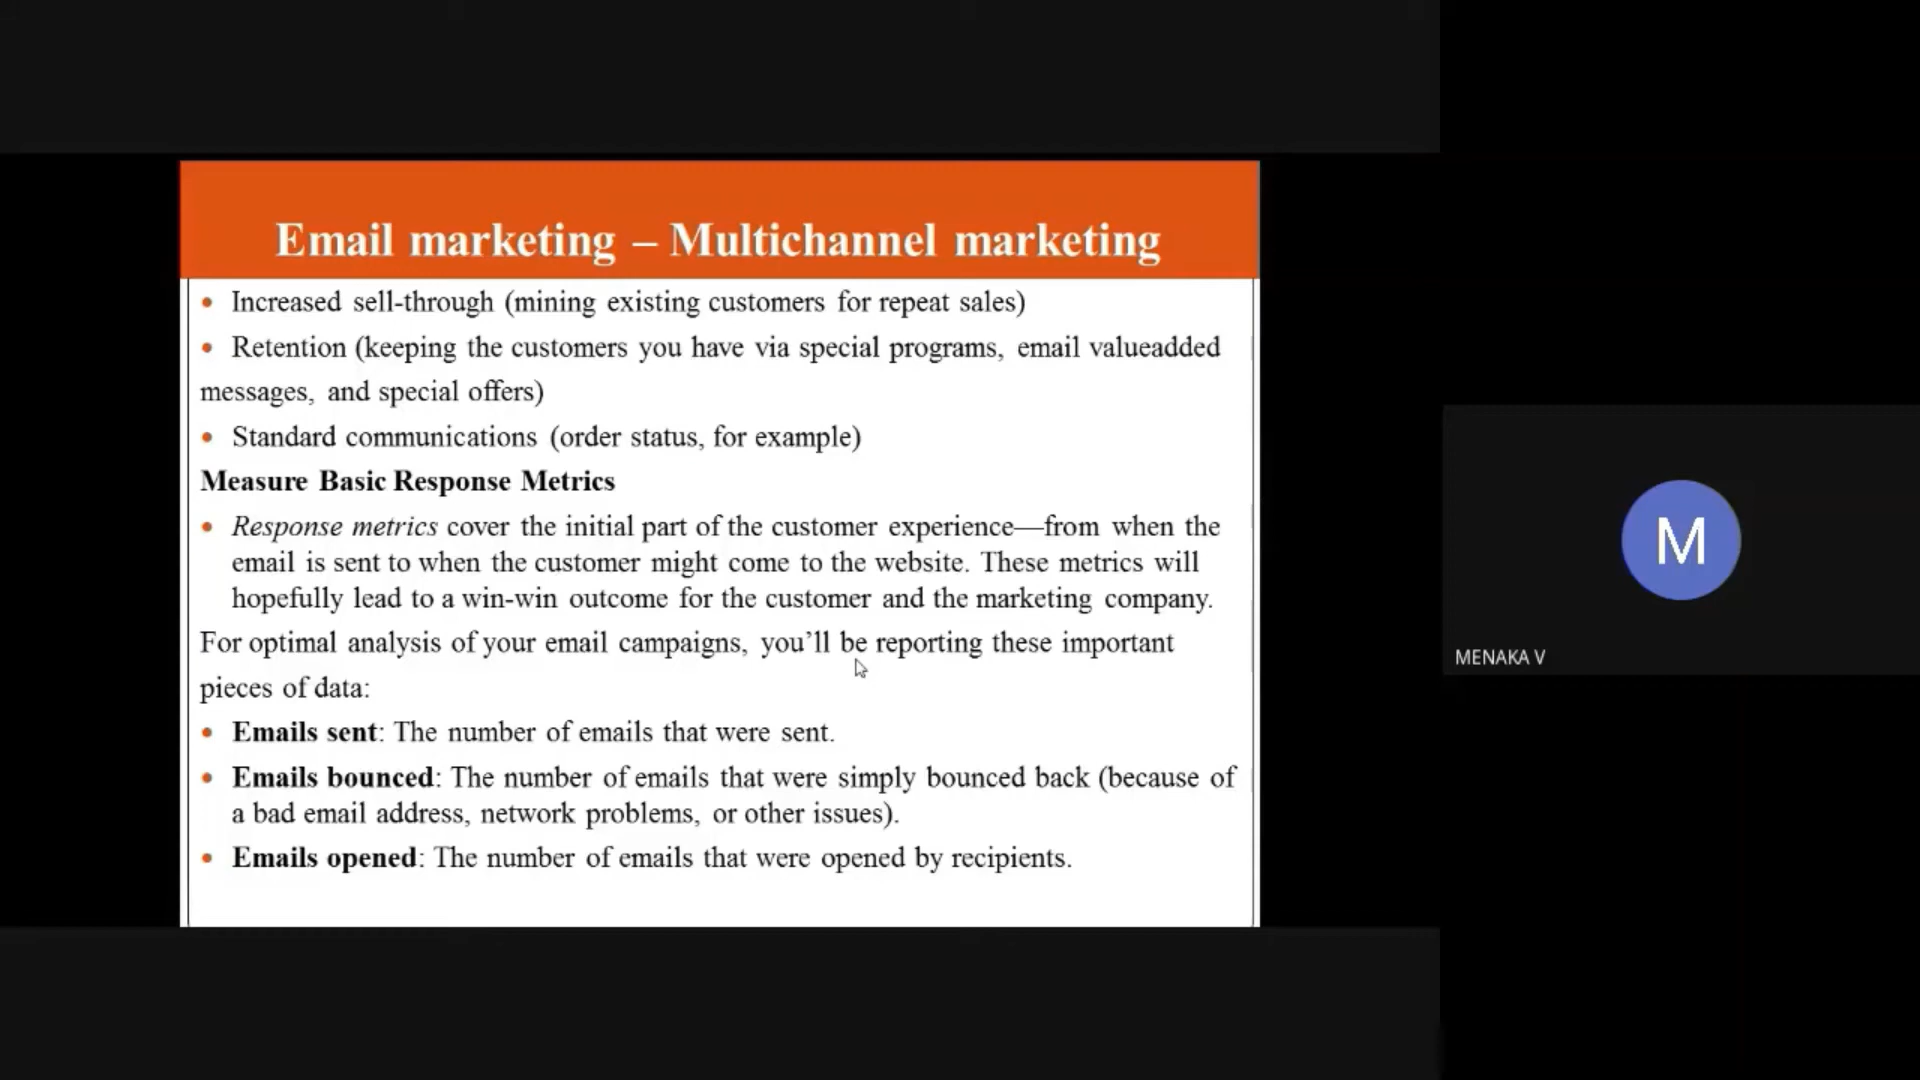 Email marketing – Multichannel marketing
• Increased sell-through (mining existing customers for repeat sales)
• Retention (keeping the customers you have via special programs, email valueadded
messages, and special offers)
• Standard communications (order status, for example)
Measure Basic Response Metrics
• Response metrics cover the initial part of the customer experience—from when the
email is sent to when the customer might come to the website. These metrics will
hopefully lead to a win-win outcome for the customer and the marketing company.
For optimal analysis of your email campaigns, you’ll be reporting these important
pieces of data:
• Emails sent: The number of emails that were sent.
• Emails bounced: The number of emails that were simply bounced back (because of
a bad email address, network problems, or other issues).
• Emails opened: The number of emails that were opened by recipients.
M
MENAKA V